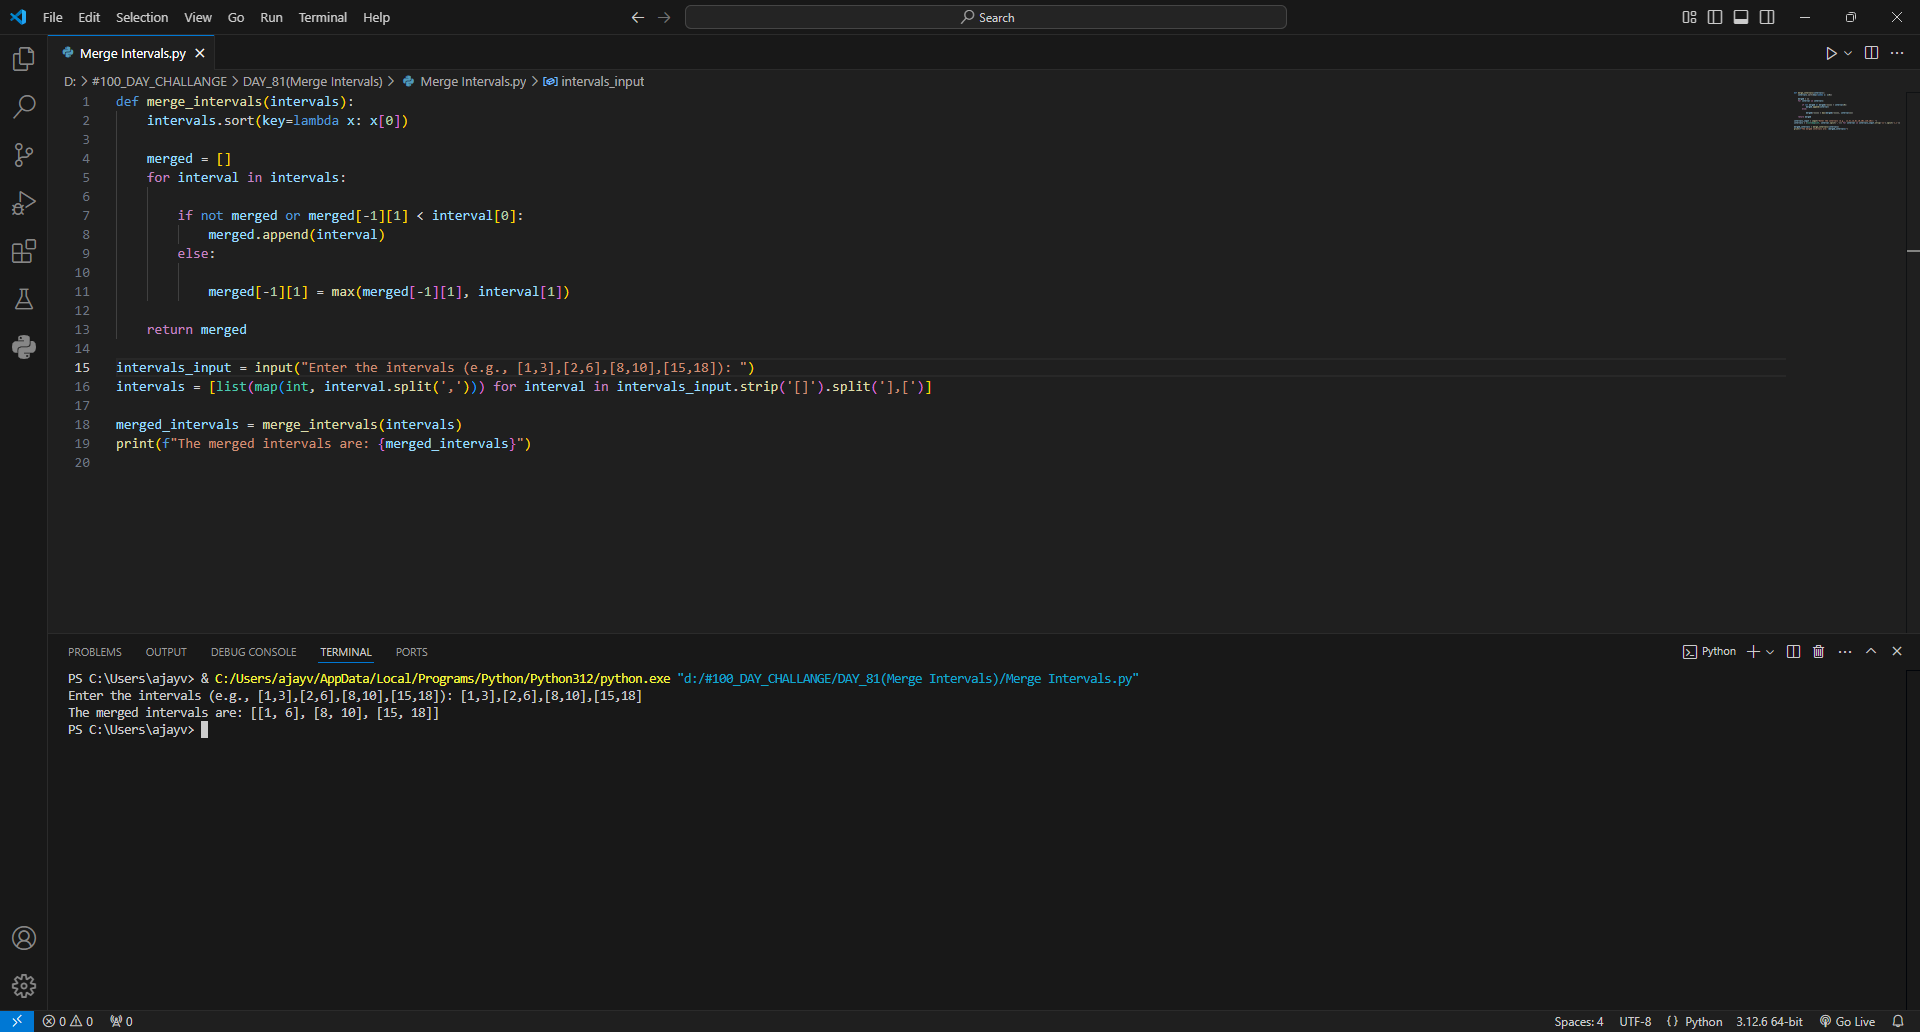 File Edit Selection View Go Run Terminal Help
Search
Merge Intervals.py
D: > #100_DAY_CHALLANGE > DAY_81(Merge Intervals) > Merge Intervals.py > intervals_input
1 def merge_intervals(intervals):
2     intervals.sort(key=lambda x: x[0])
3
4     merged = []
5     for interval in intervals:
6
7         if not merged or merged[-1][1] < interval[0]:
8             merged.append(interval)
9         else:
10
11             merged[-1][1] = max(merged[-1][1], interval[1])
12
13     return merged
14
15 intervals_input = input("Enter the intervals (e.g., [1,3],[2,6],[8,10],[15,18]): ")
16 intervals = [list(map(int, interval.split(','))) for interval in intervals_input.strip('[]').split('],[')]
17
18 merged_intervals = merge_intervals(intervals)
19 print(f"The merged intervals are: {merged_intervals}")
20
PROBLEMS OUTPUT DEBUG CONSOLE TERMINAL PORTS
Python
PS C:\Users\ajayv> & C:/Users/ajayv/AppData/Local/Programs/Python/Python312/python.exe "d:/#100_DAY_CHALLANGE/DAY_81(Merge Intervals)/Merge Intervals.py"
Enter the intervals (e.g., [1,3],[2,6],[8,10],[15,18]): [1,3],[2,6],[8,10],[15,18]
The merged intervals are: [[1, 6], [8, 10], [15, 18]]
PS C:\Users\ajayv>
0 0 0
Spaces: 4 UTF-8 {} Python 3.12.6 64-bit Go Live